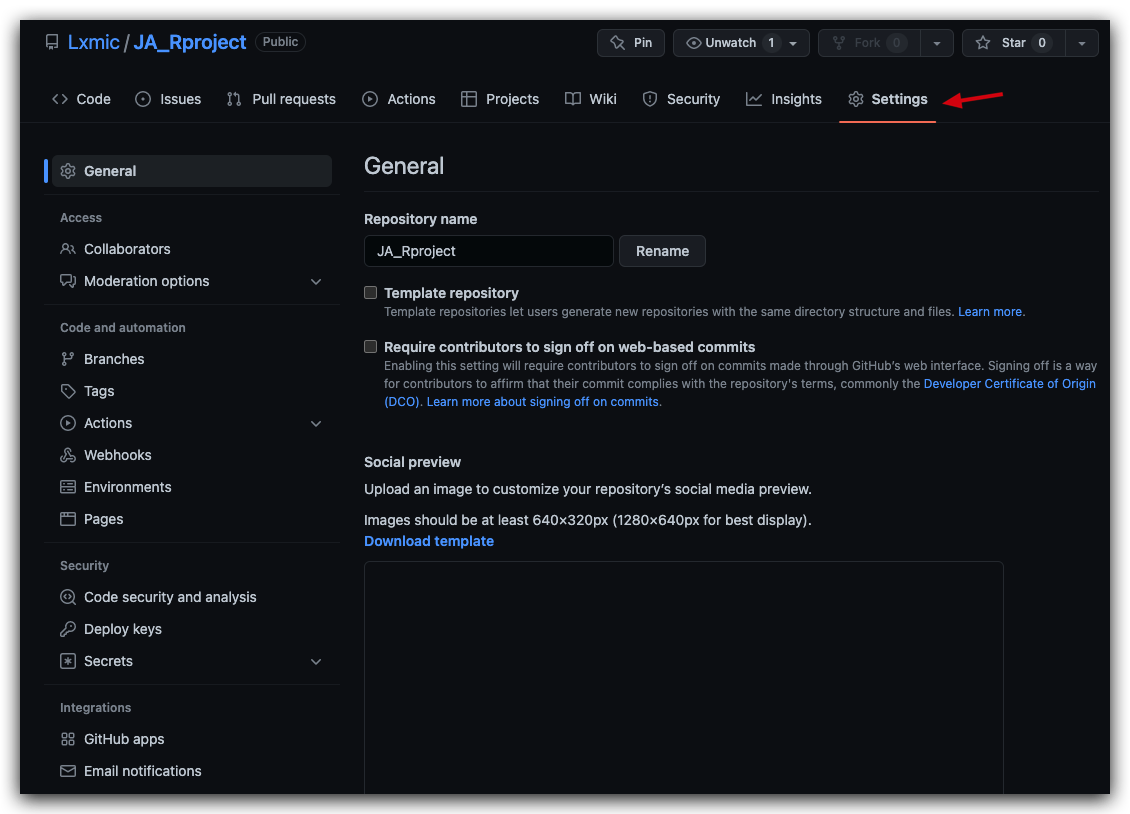 Lxmic / JA_Rproject Public Pin Unwatch 1 Fork 0 Star 0
Code Issues Pull requests Actions Projects Wiki Security Insights Settings
General
Access
Collaborators
Moderation options
Code and automation
Branches
Tags
Actions
Webhooks
Environments
Pages
Security
Code security and analysis
Deploy keys
Secrets
Integrations
GitHub apps
Email notifications
General
Repository name
JA_Rproject Rename
Template repository
Template repositories let users generate new repositories with the same directory structure and files. Learn more.
Require contributors to sign off on web-based commits
Enabling this setting will require contributors to sign off on commits made through GitHub's web interface. Signing off is a way
for contributors to affirm that their commit complies with the repository's terms, commonly the Developer Certificate of Origin
(DCO). Learn more about signing off on commits.
Social preview
Upload an image to customize your repository's social media preview.
Images should be at least 640×320px (1280×640px for best display).
Download template